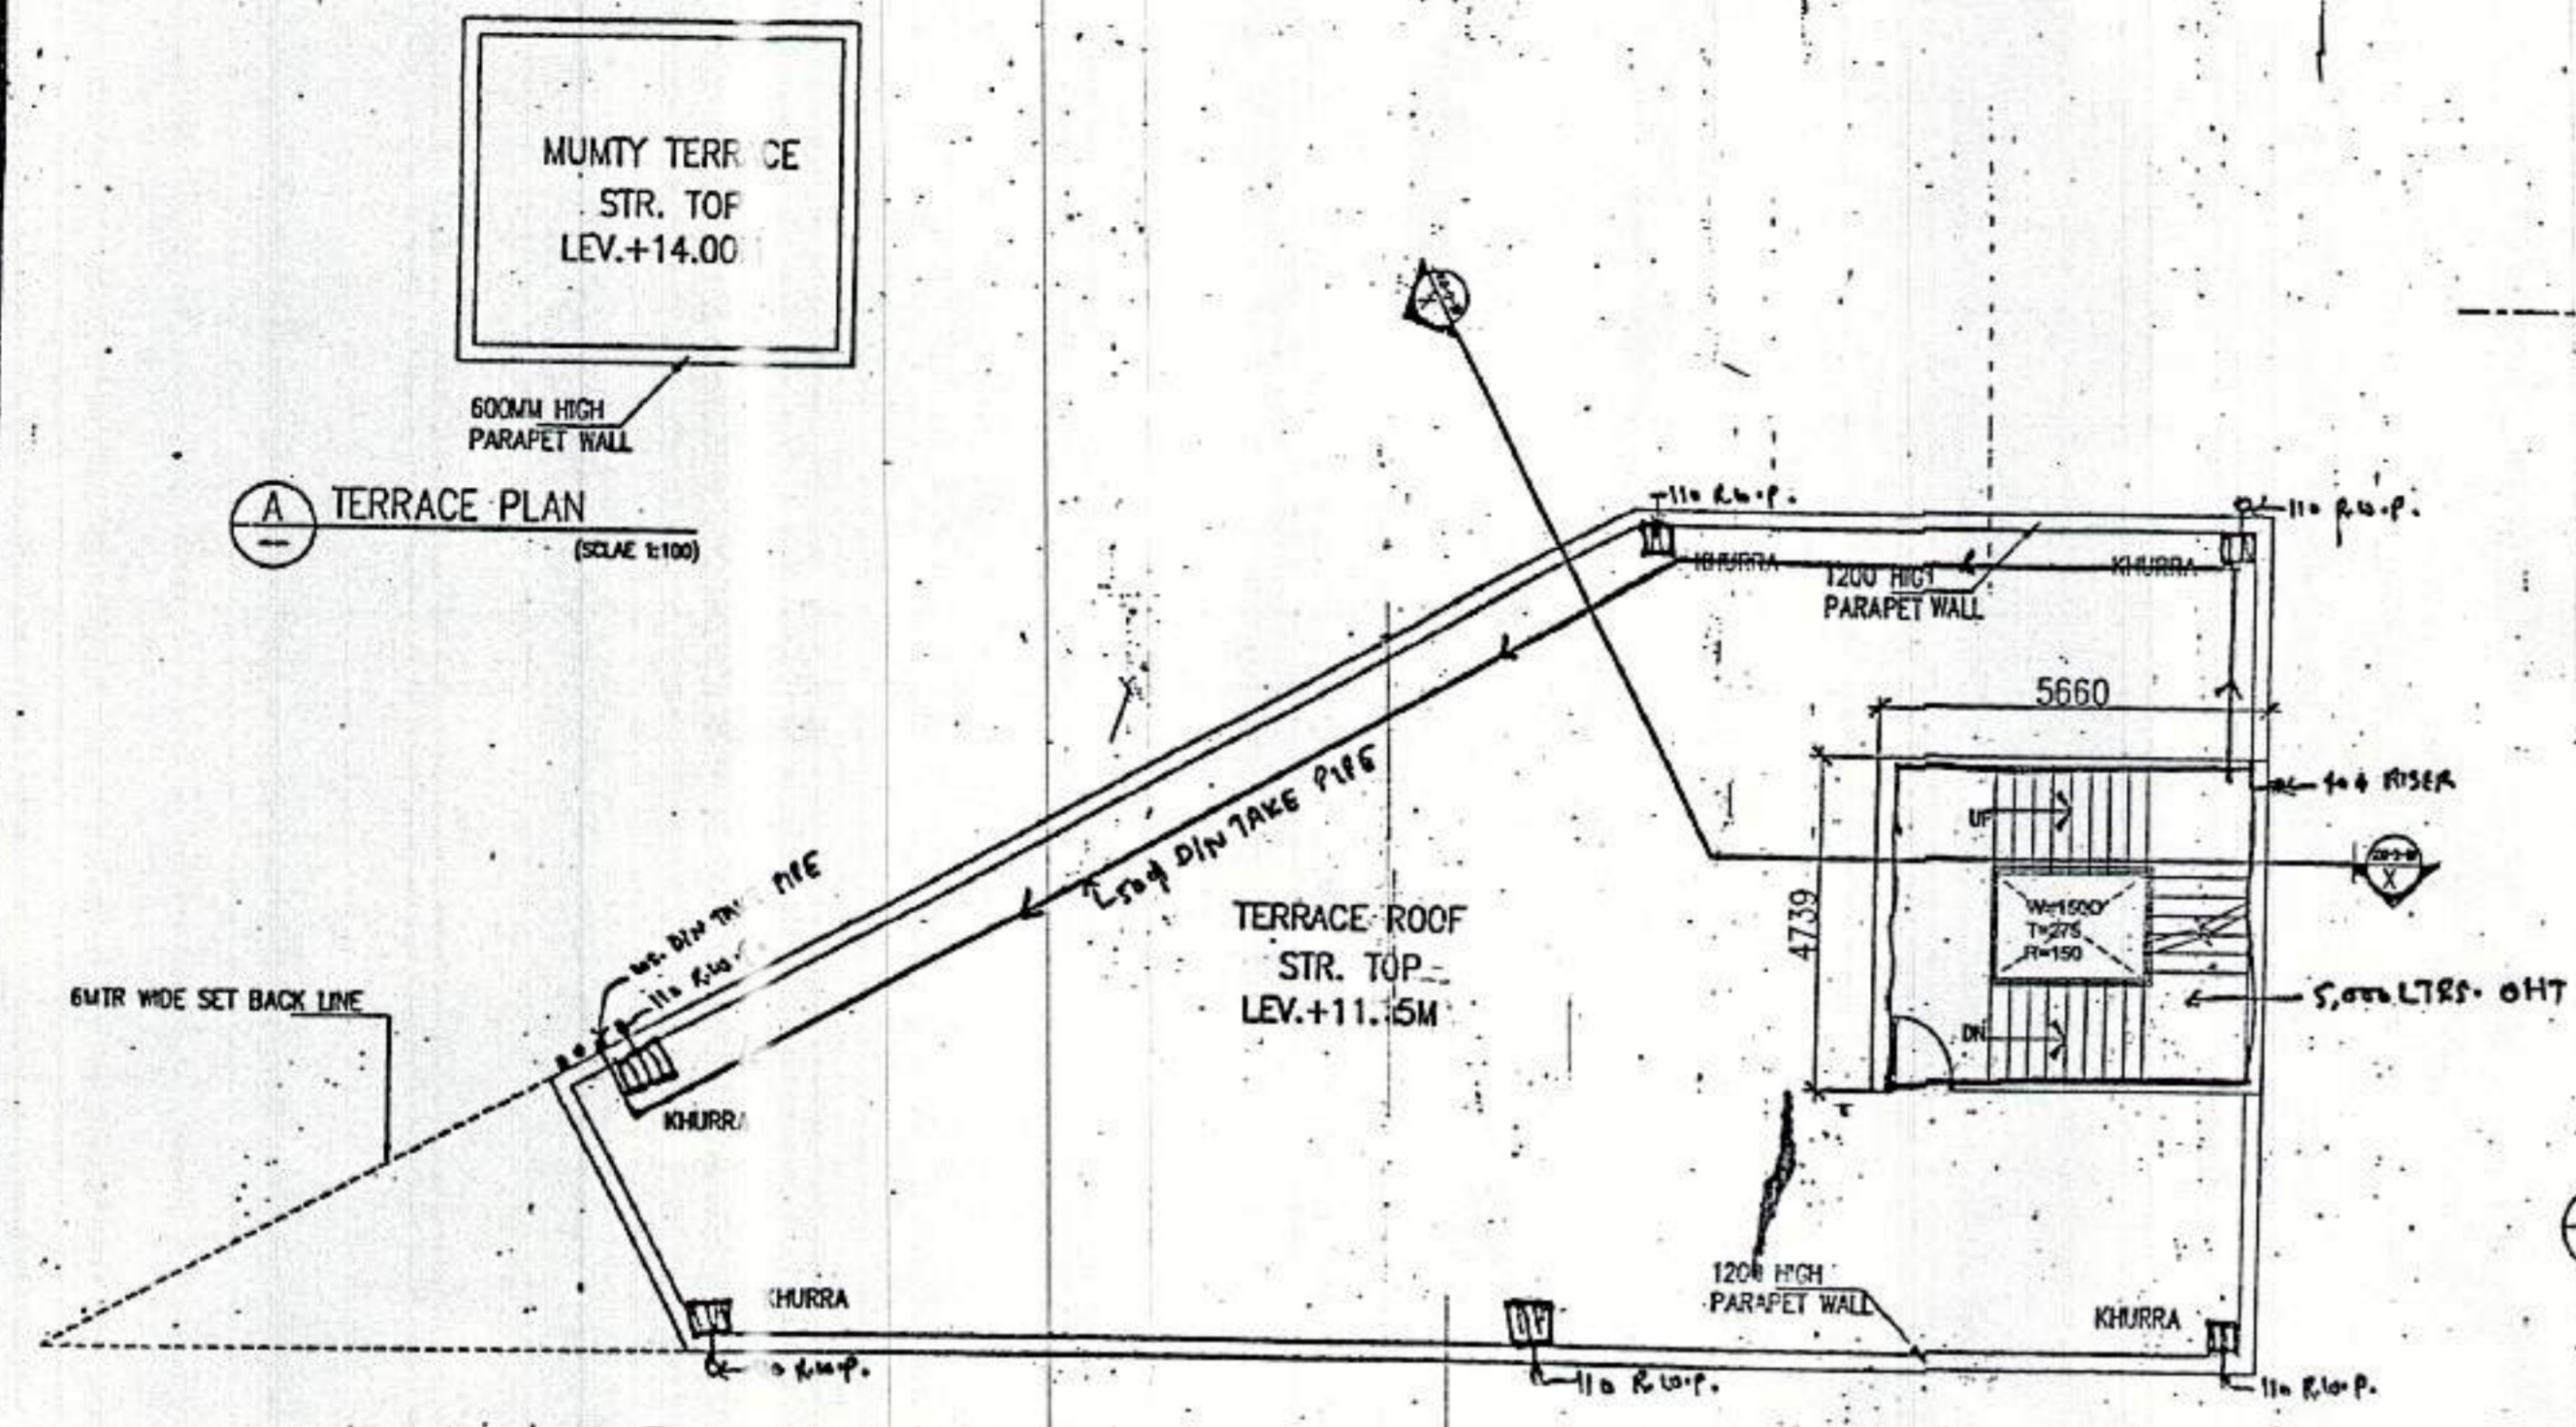 MUMTY TERR CE
STR. TOP
LEV.+14.00
600MM HIGH
PARAPET WALL
A
TERRACE PLAN
(SCLAE 1:100)
X
110 R.W.P.
110 R.W.P.
KHURRA
1200 HIGH
PARAPET WALL
KHURRA
5660
RISER
UP
4739
W=1500
T=275
R=150
DN
X
5,000 LTRS. OHT
50φ D/N TAKE PIPE
PIPE
110 R.W.
TERRACE ROOF
STR. TOP
LEV.+11. 5M
6MTR WIDE SET BACK LINE
KHURRA
KHURRA
R.W.P.
110 R.W.P.
1200 HIGH
PARAPET WALL
KHURRA
110 R.W.P.